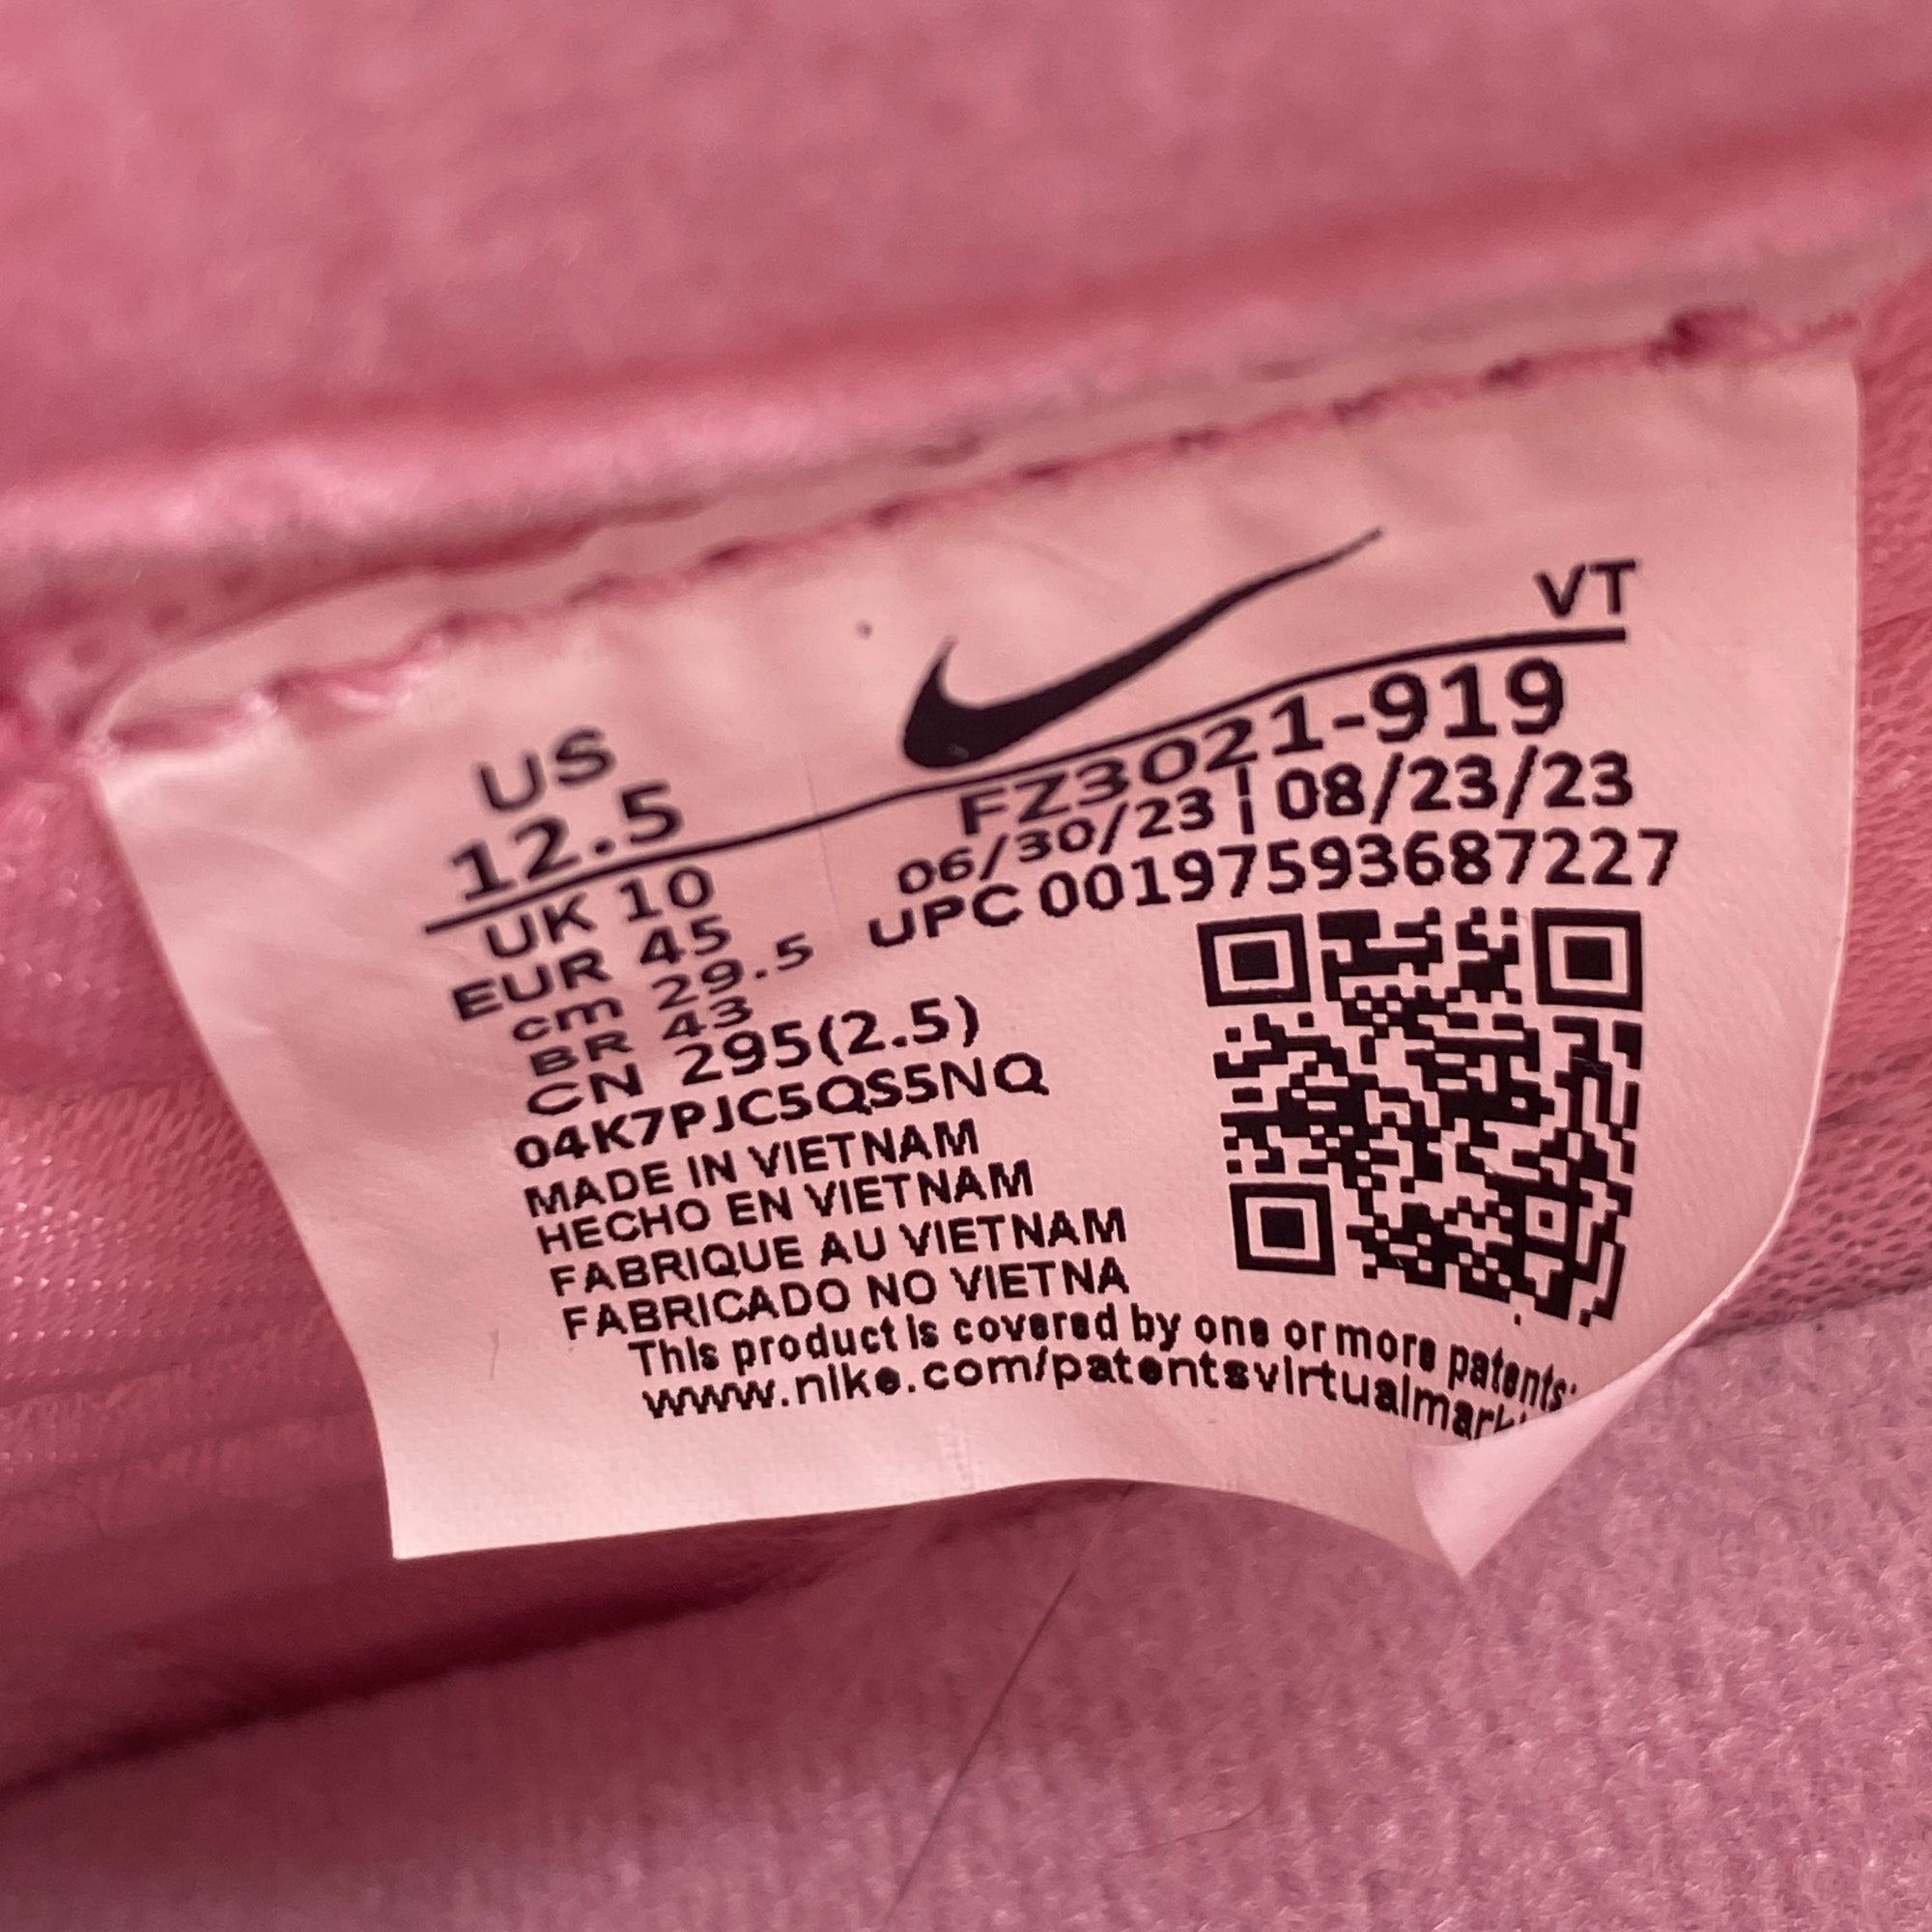 VT
US
12.5
UK 10
EUR 45
cm 29.5
BR 43
CN 295(2.5)
FZ3021-919
06/30/23 | 08/23/23
UPC 00197593687227
04K7PJC5QS5NQ
MADE IN VIETNAM
HECHO EN VIETNAM
FABRIQUE AU VIETNAM
FABRICADO NO VIETNA
This product is covered by one or more patents:
www.nike.com/patentsvirtualmark